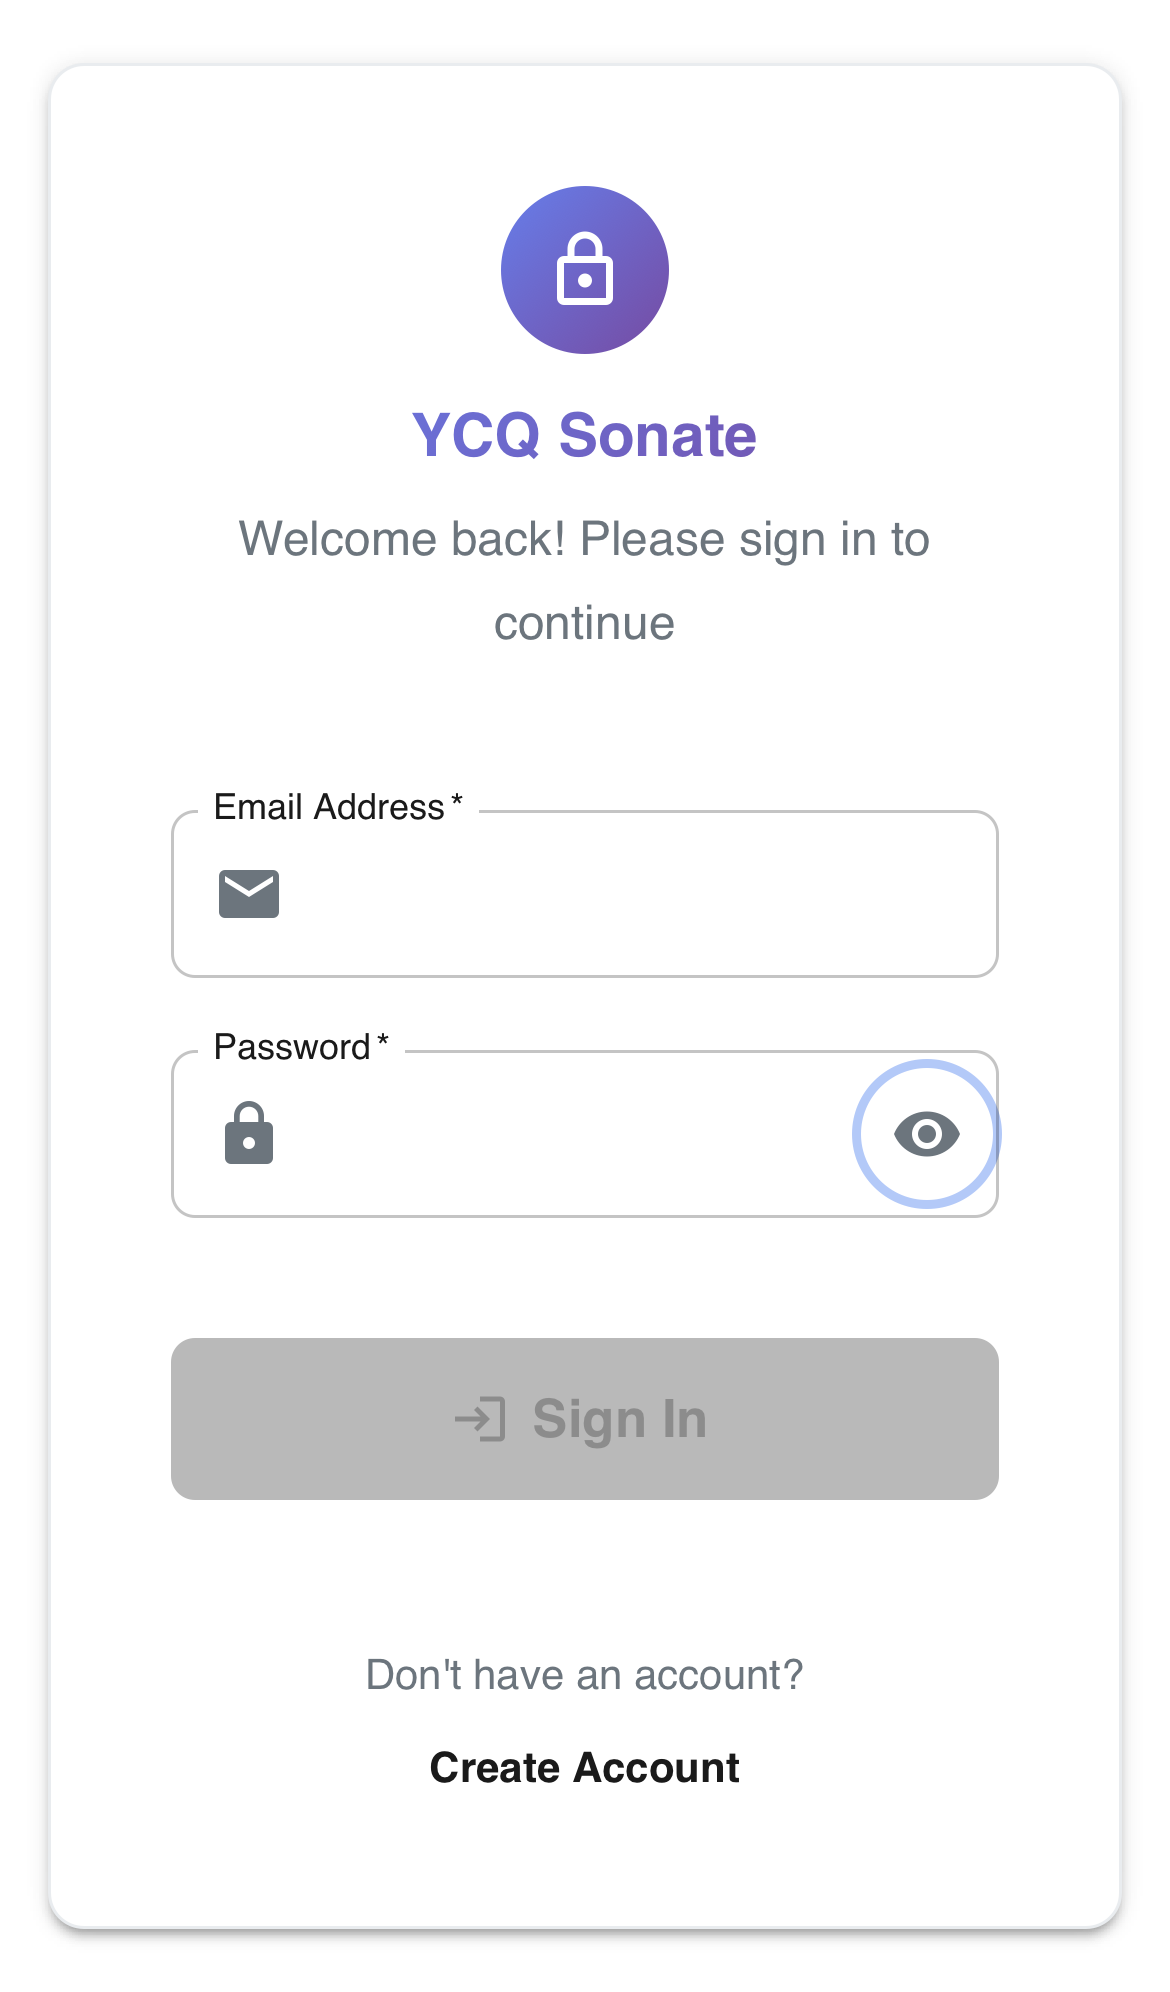 YCQ Sonate
Welcome back! Please sign in to
continue
Email Address *
Password *
Sign In
Don't have an account?
Create Account